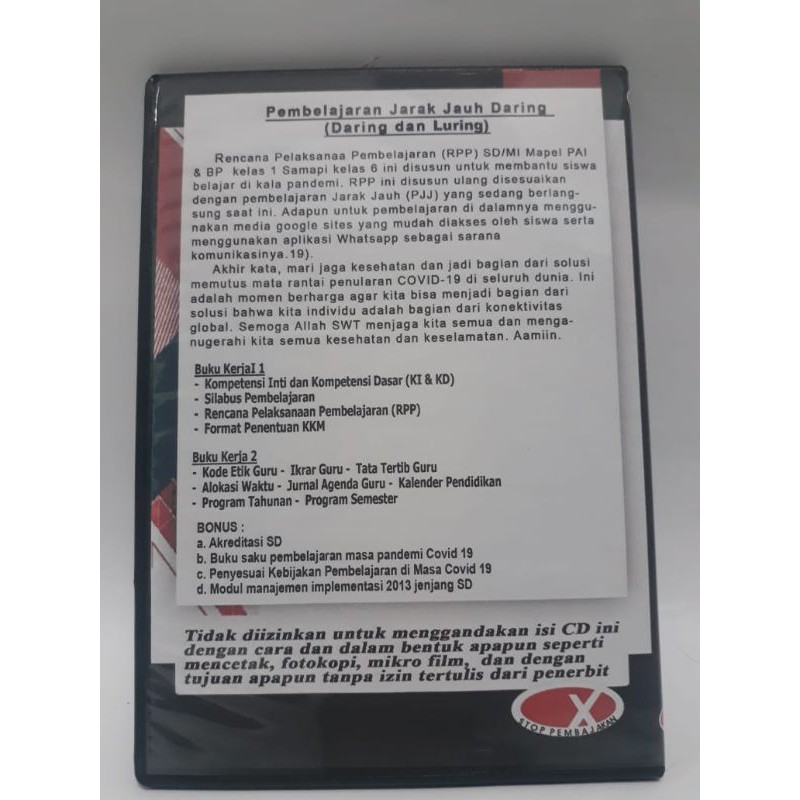 Pembelajaran Jarak Jauh Daring
(Daring dan Luring)
Rencana Pelaksanaa Pembelajaran (RPP) SD/MI Mapel PAI
& BP kelas 1 Samapi kelas 6 ini disusun untuk membantu siswa
belajar di kala pandemi. RPP ini disusun ulang disesuaikan
dengan pembelajaran Jarak Jauh (PJJ) yang sedang berlang-
sung saat ini. Adapun untuk pembelajaran di dalamnya menggu-
nakan media google sites yang mudah diakses oleh siswa serta
menggunakan aplikasi Whatsapp sebagai sarana
komunikasinya.19).
Akhir kata, mari jaga kesehatan dan jadi bagian dari solusi
memutus mata rantai penularan COVID-19 di seluruh dunia. Ini
adalah momen berharga agar kita bisa menjadi bagian dari
solusi bahwa kita individu adalah bagian dari konektivitas
global. Semoga Allah SWT menjaga kita semua dan menga-
nugerahi kita semua kesehatan dan keselamatan. Aamiin.
Buku KerjaI 1
- Kompetensi Inti dan Kompetensi Dasar (KI & KD)
- Silabus Pembelajaran
- Rencana Pelaksanaan Pembelajaran (RPP)
- Format Penentuan KKM
Buku Kerja 2
- Kode Etik Guru - Ikrar Guru - Tata Tertib Guru
- Alokasi Waktu - Jurnal Agenda Guru - Kalender Pendidikan
- Program Tahunan - Program Semester
BONUS :
a. Akreditasi SD
b. Buku saku pembelajaran masa pandemi Covid 19
c. Penyesuai Kebijakan Pembelajaran di Masa Covid 19
d. Modul manajemen implementasi 2013 jenjang SD
Tidak diizinkan untuk menggandakan isi CD ini
dengan cara dan dalam bentuk apapun seperti
mencetak, fotokopi, mikro film, dan dengan
tujuan apapun tanpa izin tertulis dari penerbit
X
STOP PEMBAJAKAN